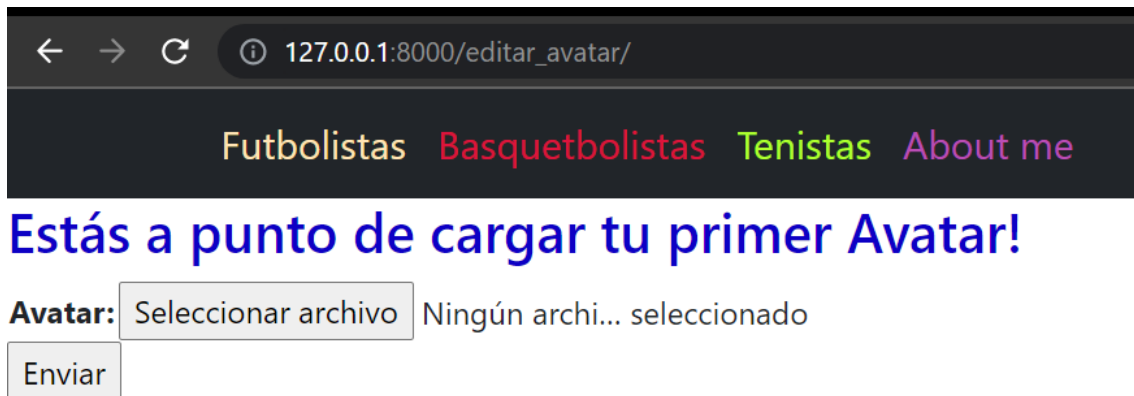 127.0.0.1:8000/editar_avatar/
Futbolistas Basquetbolistas Tenistas About me
Estás a punto de cargar tu primer Avatar!
Avatar: Seleccionar archivo Ningún archi... seleccionado
Enviar